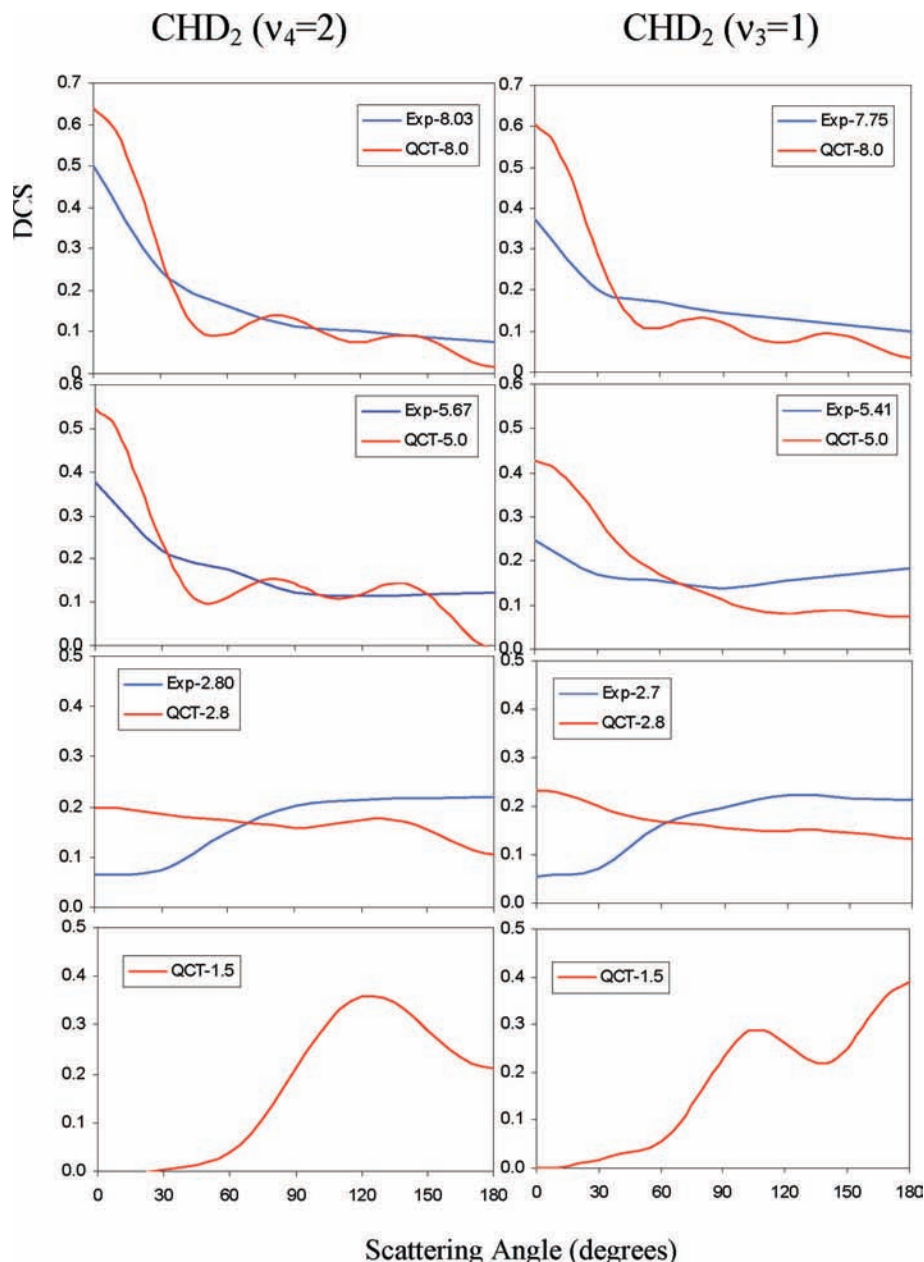 CHD₂ (ν₄=2)
CHD₂ (ν₃=1)
DCS
0.7
0.6
0.5
0.4
0.3
0.2
0.1
0
Exp-8.03
QCT-8.0
0.7
0.6
0.5
0.4
0.3
0.2
0.1
0
Exp-7.75
QCT-8.0
0.6
0.5
0.4
0.3
0.2
0.1
0.0
Exp-5.67
QCT-5.0
0.6
0.5
0.4
0.3
0.2
0.1
0.0
Exp-5.41
QCT-5.0
0.5
0.4
0.3
0.2
0.1
0.0
Exp-2.80
QCT-2.8
0.5
0.4
0.3
0.2
0.1
0.0
Exp-2.7
QCT-2.8
0.5
0.4
0.3
0.2
0.1
0.0
QCT-1.5
0 30 60 90 120 150 180
0.5
0.4
0.3
0.2
0.1
0.0
QCT-1.5
0 30 60 90 120 150 180
Scattering Angle (degrees)